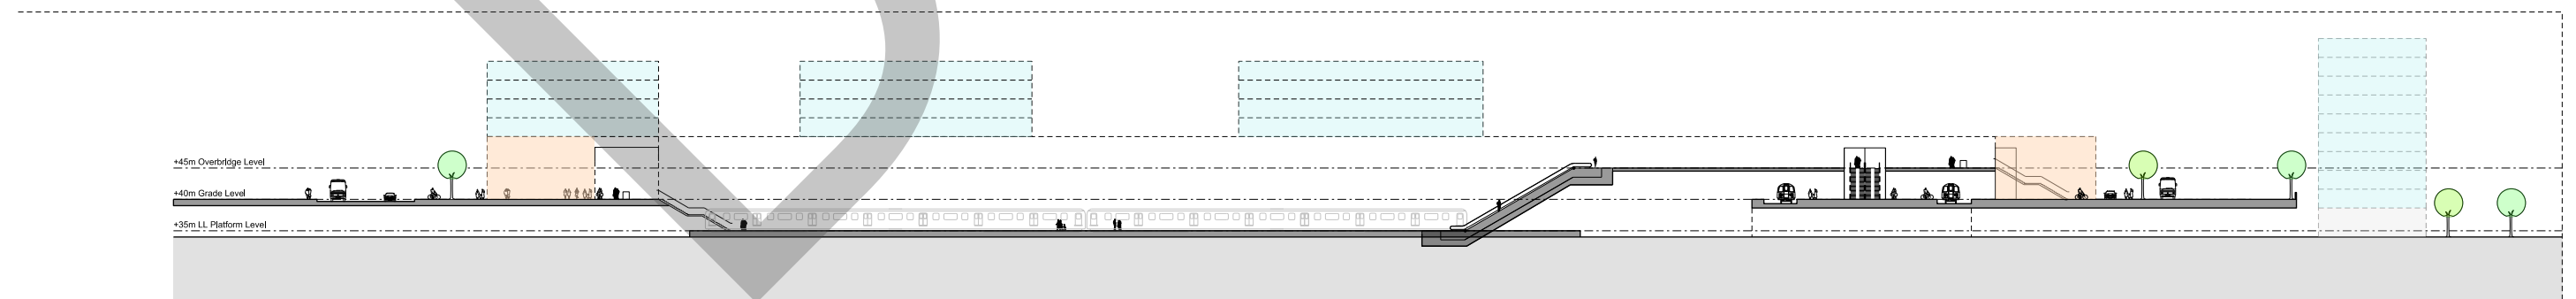 +45m Overbridge Level
+40m Grade Level
+35m LL Platform Level